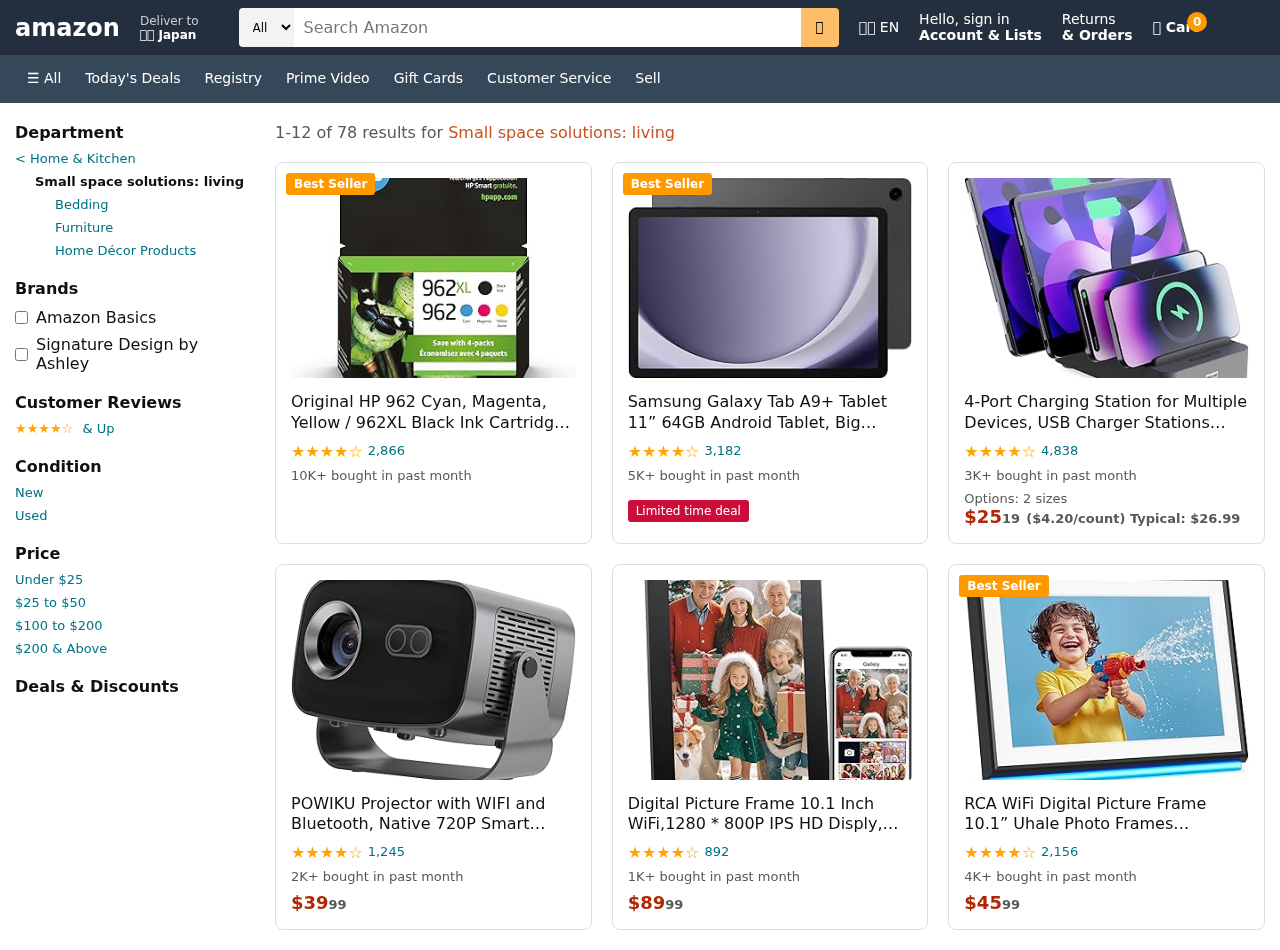 amazon
Deliver to
Japan
All
Search Amazon
EN
Hello, sign in
Account & Lists
Returns
& Orders
0
☰ All
Today's Deals
Registry
Prime Video
Gift Cards
Customer Service
Sell
Department
< Home & Kitchen
Small space solutions: living
Bedding
Furniture
Home Décor Products
Brands
Amazon Basics
Signature Design by
Ashley
Customer Reviews
★★★★☆ & Up
Condition
New
Used
Price
Under $25
$25 to $50
$100 to $200
$200 & Above
Deals & Discounts
1-12 of 78 results for Small space solutions: living
Best Seller
HP Smart gratuite.
hpapp.com
962XL
962
Save with 4-packs
Économisez avec 4 paquets
Original HP 962 Cyan, Magenta,
Yellow / 962XL Black Ink Cartridg…
★★★★☆ 2,866
10K+ bought in past month
Best Seller
Samsung Galaxy Tab A9+ Tablet
11” 64GB Android Tablet, Big…
★★★★☆ 3,182
5K+ bought in past month
Limited time deal
4-Port Charging Station for Multiple
Devices, USB Charger Stations…
★★★★☆ 4,838
3K+ bought in past month
Options: 2 sizes
$25 19 ($4.20/count) Typical: $26.99
POWIKU Projector with WIFI and
Bluetooth, Native 720P Smart…
★★★★☆ 1,245
2K+ bought in past month
$39 99
Gallery
Digital Picture Frame 10.1 Inch
WiFi,1280 * 800P IPS HD Disply,…
★★★★☆ 892
1K+ bought in past month
$89 99
Best Seller
RCA WiFi Digital Picture Frame
10.1” Uhale Photo Frames…
★★★★☆ 2,156
4K+ bought in past month
$45 99